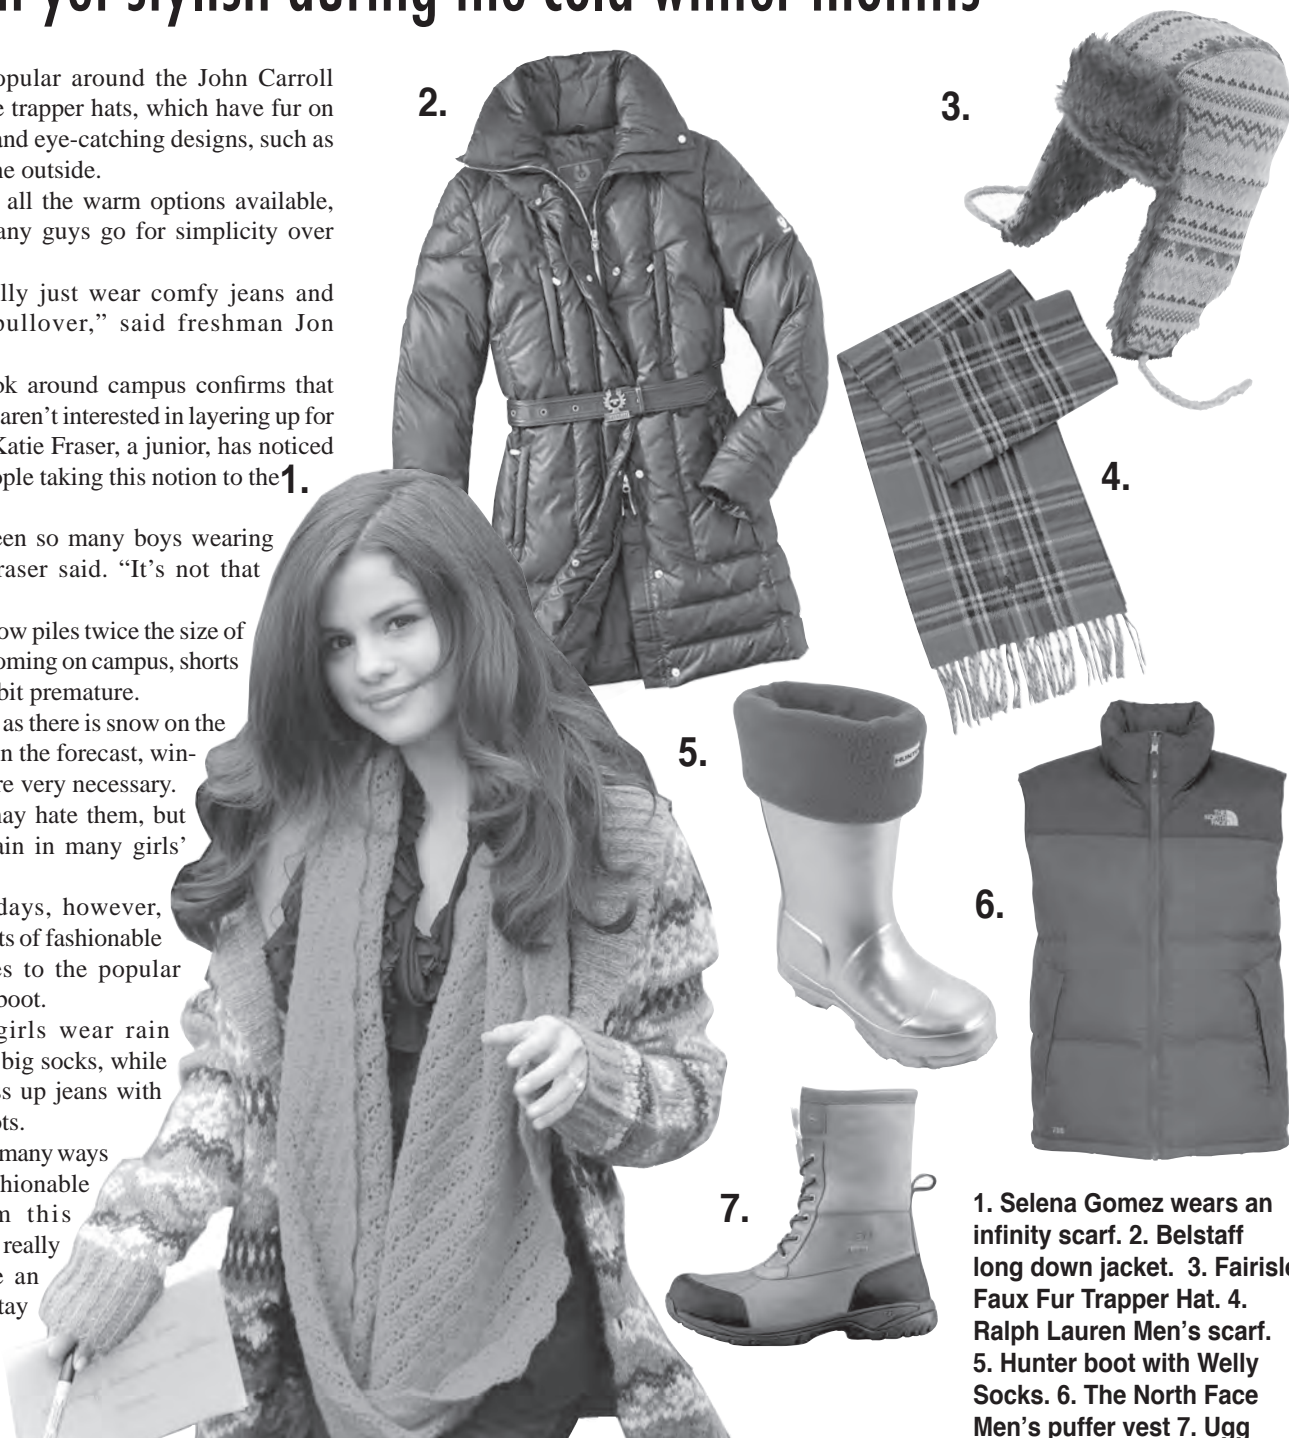 yet stylish during the cold winter months
opular around the John Carroll
e trapper hats, which have fur on
and eye-catching designs, such as
he outside.
all the warm options available,
any guys go for simplicity over
lly just wear comfy jeans and
pullover,” said freshman Jon
ok around campus confirms that
aren't interested in layering up for
Katie Fraser, a junior, has noticed
ople taking this notion to the
een so many boys wearing
raser said. “It's not that
ow piles twice the size of
oming on campus, shorts
bit premature.
as there is snow on the
n the forecast, win-
re very necessary.
may hate them, but
ain in many girls’
days, however,
ts of fashionable
es to the popular
boot.
girls wear rain
big socks, while
ss up jeans with
ots.
many ways
shionable
m this
really
e an
tay
1.
2.
3.
4.
5.
HUNTER
6.
THE
NORTH
FACE
7.
1. Selena Gomez wears an
infinity scarf. 2. Belstaff
long down jacket. 3. Fairisle
Faux Fur Trapper Hat. 4.
Ralph Lauren Men’s scarf.
5. Hunter boot with Welly
Socks. 6. The North Face
Men’s puffer vest 7. Ugg